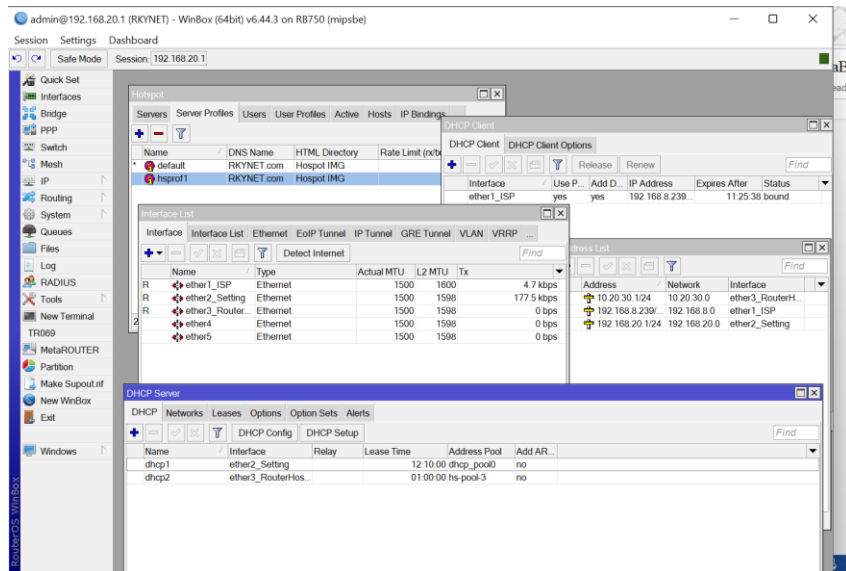 admin@192.168.20.1 (RKYNET) - WinBox (64bit) v6.44.3 on RB750 (mipsbe)
Session Settings Dashboard
Safe Mode Session: 192.168.20.1
Quick Set
Interfaces
Bridge
PPP
Switch
Mesh
IP
Routing
System
Queues
Files
Log
RADIUS
Tools
New Terminal
TR069
MetaROUTER
Partition
Make Supout.rif
New WinBox
Exit
Windows
RouterOS WinBox
Hotspot
Servers Server Profiles Users User Profiles Active Hosts IP Bindings
Name DNS Name HTML Directory Rate Limit (rx/tx
* default RKYNET.com Hospot IMG
hsprof1 RKYNET.com Hospot IMG
2
DHCP Client
DHCP Client DHCP Client Options
Release Renew Find
Interface Use P... Add D... IP Address Expires After Status
ether1_ISP yes yes 192.168.8.239... 11:25:38 bound
Interface List
Interface Interface List Ethernet EoIP Tunnel IP Tunnel GRE Tunnel VLAN VRRP ...
Detect Internet Find
Name Type Actual MTU L2 MTU Tx
R ether1_ISP Ethernet 1500 1600 4.7 kbps
R ether2_Setting Ethernet 1500 1598 177.5 kbps
R ether3_Router... Ethernet 1500 1598 0 bps
ether4 Ethernet 1500 1598 0 bps
ether5 Ethernet 1500 1598 0 bps
dress List
Find
Address Network Interface
10.20.30.1/24 10.20.30.0 ether3_RouterH...
192.168.8.239/... 192.168.8.0 ether1_ISP
192.168.20.1/24 192.168.20.0 ether2_Setting
DHCP Server
DHCP Networks Leases Options Option Sets Alerts
DHCP Config DHCP Setup Find
Name Interface Relay Lease Time Address Pool Add AR...
dhcp1 ether2_Setting 12:10:00 dhcp_pool0 no
dhcp2 ether3_RouterHos... 01:00:00 hs-pool-3 no